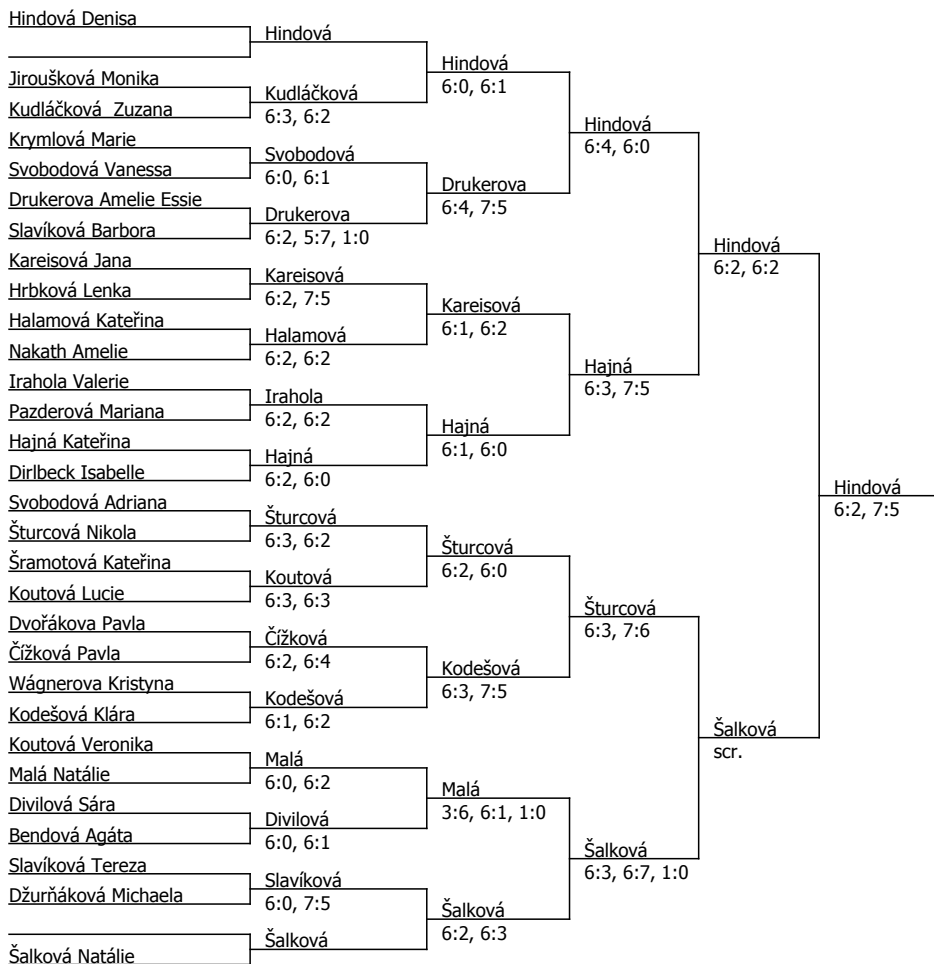 Hindová Denisa
Jiroušková Monika
Kudláčková  Zuzana
Krymlová Marie
Svobodová Vanessa
Drukerova Amelie Essie
Slavíková Barbora
Kareisová Jana
Hrbková Lenka
Halamová Kateřina
Nakath Amelie
Irahola Valerie
Pazderová Mariana
Hajná Kateřina
Dirlbeck Isabelle
Svobodová Adriana
Šturcová Nikola
Šramotová Kateřina
Koutová Lucie
Dvořákova Pavla
Čížková Pavla
Wágnerova Kristyna
Kodešová Klára
Koutová Veronika
Malá Natálie
Divilová Sára
Bendová Agáta
Slavíková Tereza
Džurňáková Michaela
Šalková Natálie
Hindová
Kudláčková
6:3, 6:2
Svobodová
6:0, 6:1
Drukerova
6:2, 5:7, 1:0
Kareisová
6:2, 7:5
Halamová
6:2, 6:2
Irahola
6:2, 6:2
Hajná
6:2, 6:0
Šturcová
6:3, 6:2
Koutová
6:3, 6:3
Čížková
6:2, 6:4
Kodešová
6:1, 6:2
Malá
6:0, 6:2
Divilová
6:0, 6:1
Slavíková
6:0, 7:5
Šalková
Hindová
6:0, 6:1
Drukerova
6:4, 7:5
Kareisová
6:1, 6:2
Hajná
6:1, 6:0
Šturcová
6:2, 6:0
Kodešová
6:3, 7:5
Malá
3:6, 6:1, 1:0
Šalková
6:2, 6:3
Hindová
6:4, 6:0
Hajná
6:3, 7:5
Šturcová
6:3, 7:6
Šalková
6:3, 6:7, 1:0
Hindová
6:2, 6:2
Šalková
scr.
Hindová
6:2, 7:5